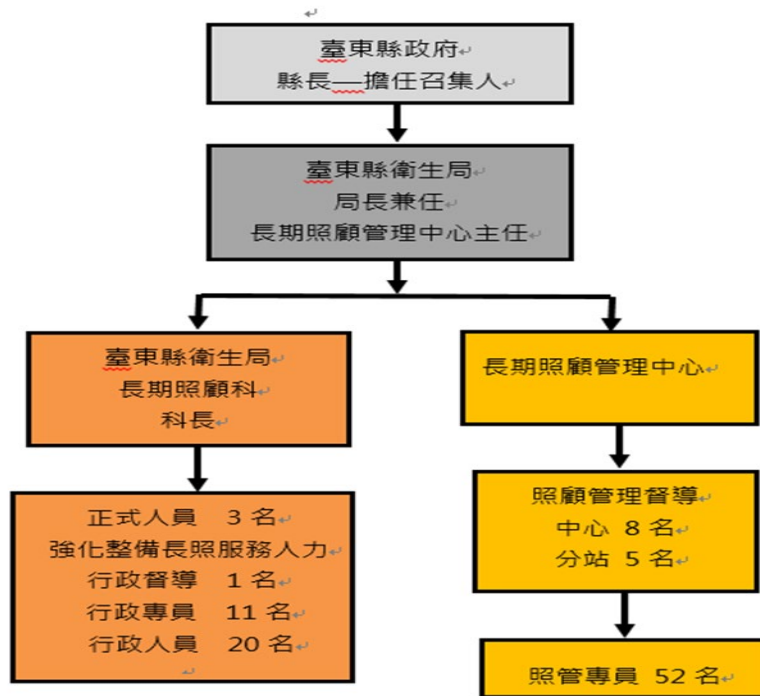 臺東縣政府
縣長—擔任召集人
臺東縣衛生局
局長兼任
長期照顧管理中心主任
臺東縣衛生局
長期照顧科
科長
正式人員 3 名
強化整備長照服務人力
行政督導 1 名
行政專員 11 名
行政人員 20 名
長期照顧管理中心
照顧管理督導
中心 8 名
分站 5 名
照管專員 52 名